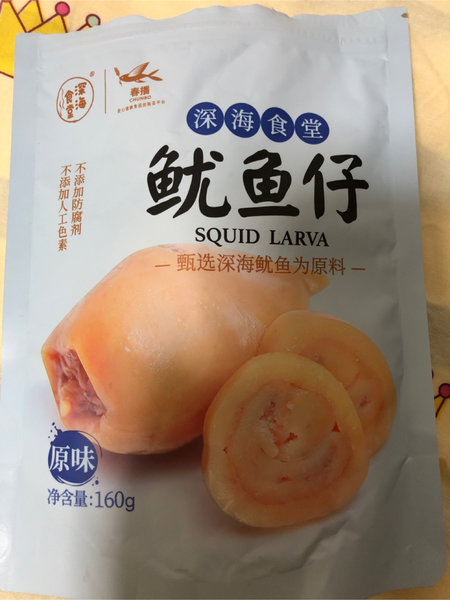 深海食堂®
春播
CHUNBO
深海食堂
鱿鱼仔
SQUID LARVA
甄选深海鱿鱼为原料
不添加防腐剂
不添加人工色素
原味
净含量:160g